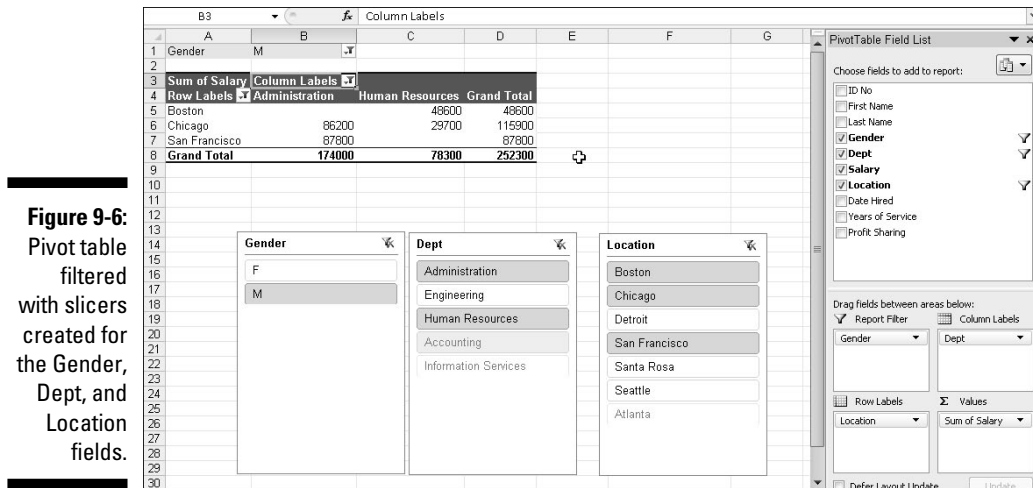 Figure 9-6:
Pivot table
filtered
with slicers
created for
the Gender,
Dept, and
Location
fields.
B3 fx Column Labels
A B C D E F G
1 Gender M
2
3 Sum of Salary Column Labels
4 Row Labels Administration Human Resources Grand Total
5 Boston 48600 48600
6 Chicago 86200 29700 115900
7 San Francisco 87800 87800
8 Grand Total 174000 78300 252300
9
10
11
12
13
14
15
16
17
18
19
20
21
22
23
24
25
26
27
28
29
30
Gender
F
M
Dept
Administration
Engineering
Human Resources
Accounting
Information Services
Location
Boston
Chicago
Detroit
San Francisco
Santa Rosa
Seattle
Atlanta
PivotTable Field List
Choose fields to add to report:
ID No
First Name
Last Name
Gender
Dept
Salary
Location
Date Hired
Years of Service
Profit Sharing
Drag fields between areas below:
Report Filter Column Labels
Gender Dept
Row Labels Σ Values
Location Sum of Salary
Defer Layout Update Update